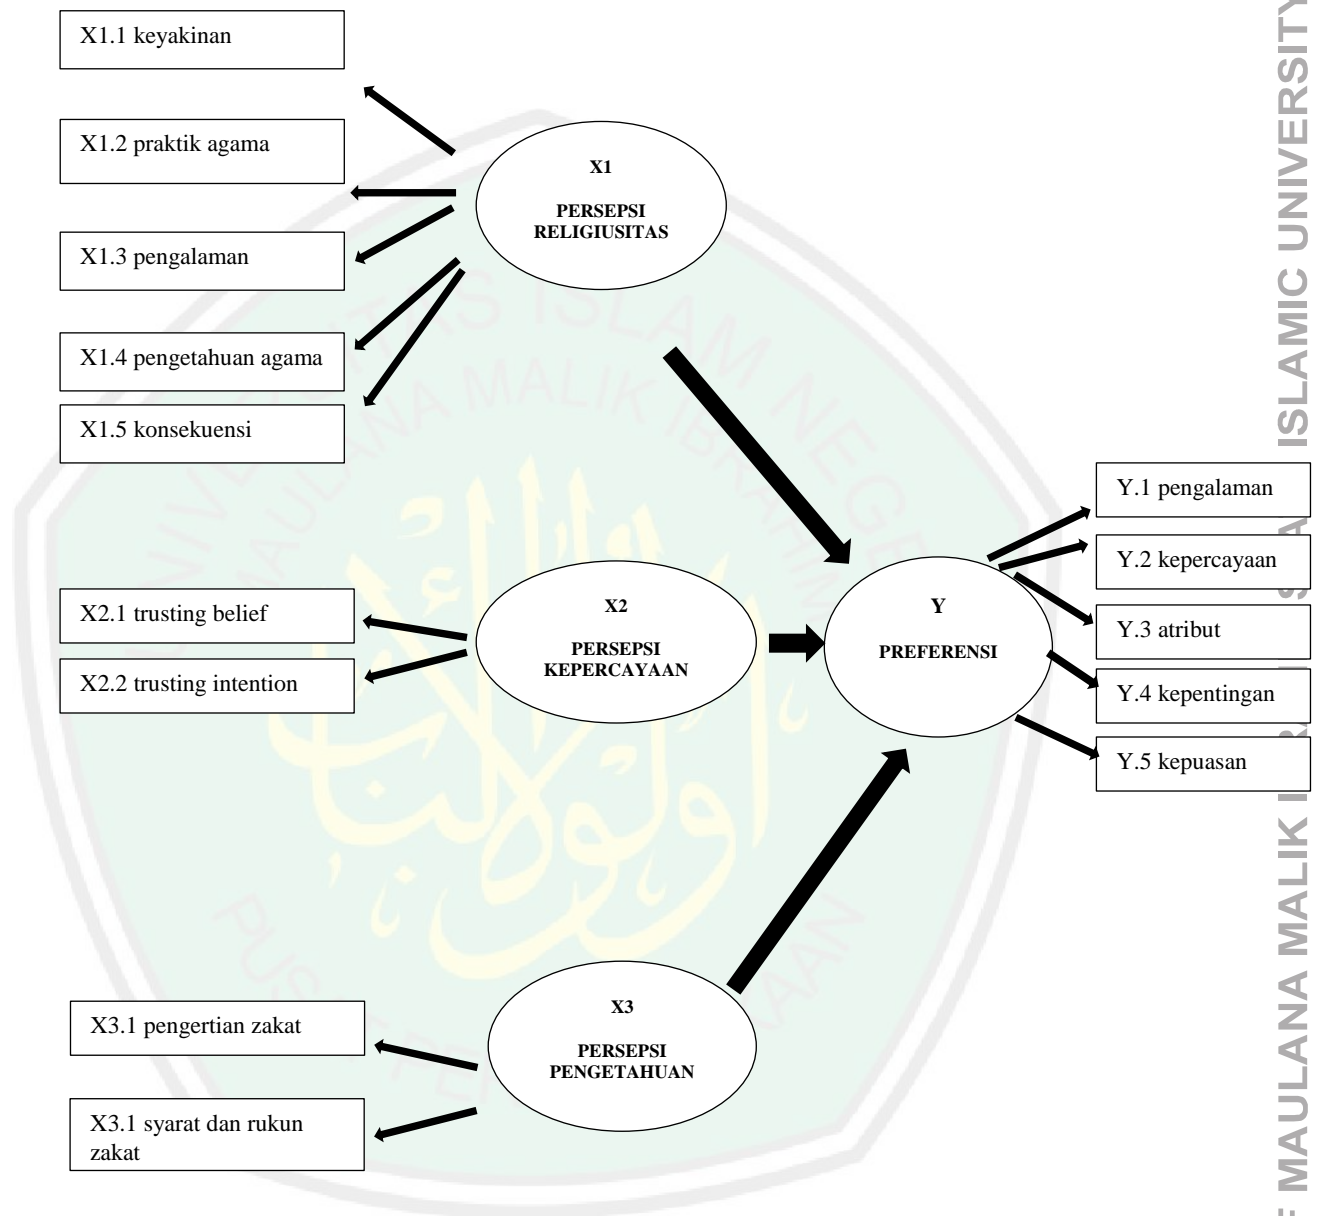 X1.1 keyakinan
X1.2 praktik agama
X1.3 pengalaman
X1.4 pengetahuan agama
X1.5 konsekuensi
X1
PERSEPSI
RELIGIUSITAS
X2.1 trusting belief
X2.2 trusting intention
X2
PERSEPSI
KEPERCAYAAN
Y
PREFERENSI
Y.1 pengalaman
Y.2 kepercayaan
Y.3 atribut
Y.4 kepentingan
Y.5 kepuasan
X3.1 pengertian zakat
X3.1 syarat dan rukun
zakat
X3
PERSEPSI
PENGETAHUAN
MAULANA MALIK
ISLAMIC UNIVERSITY